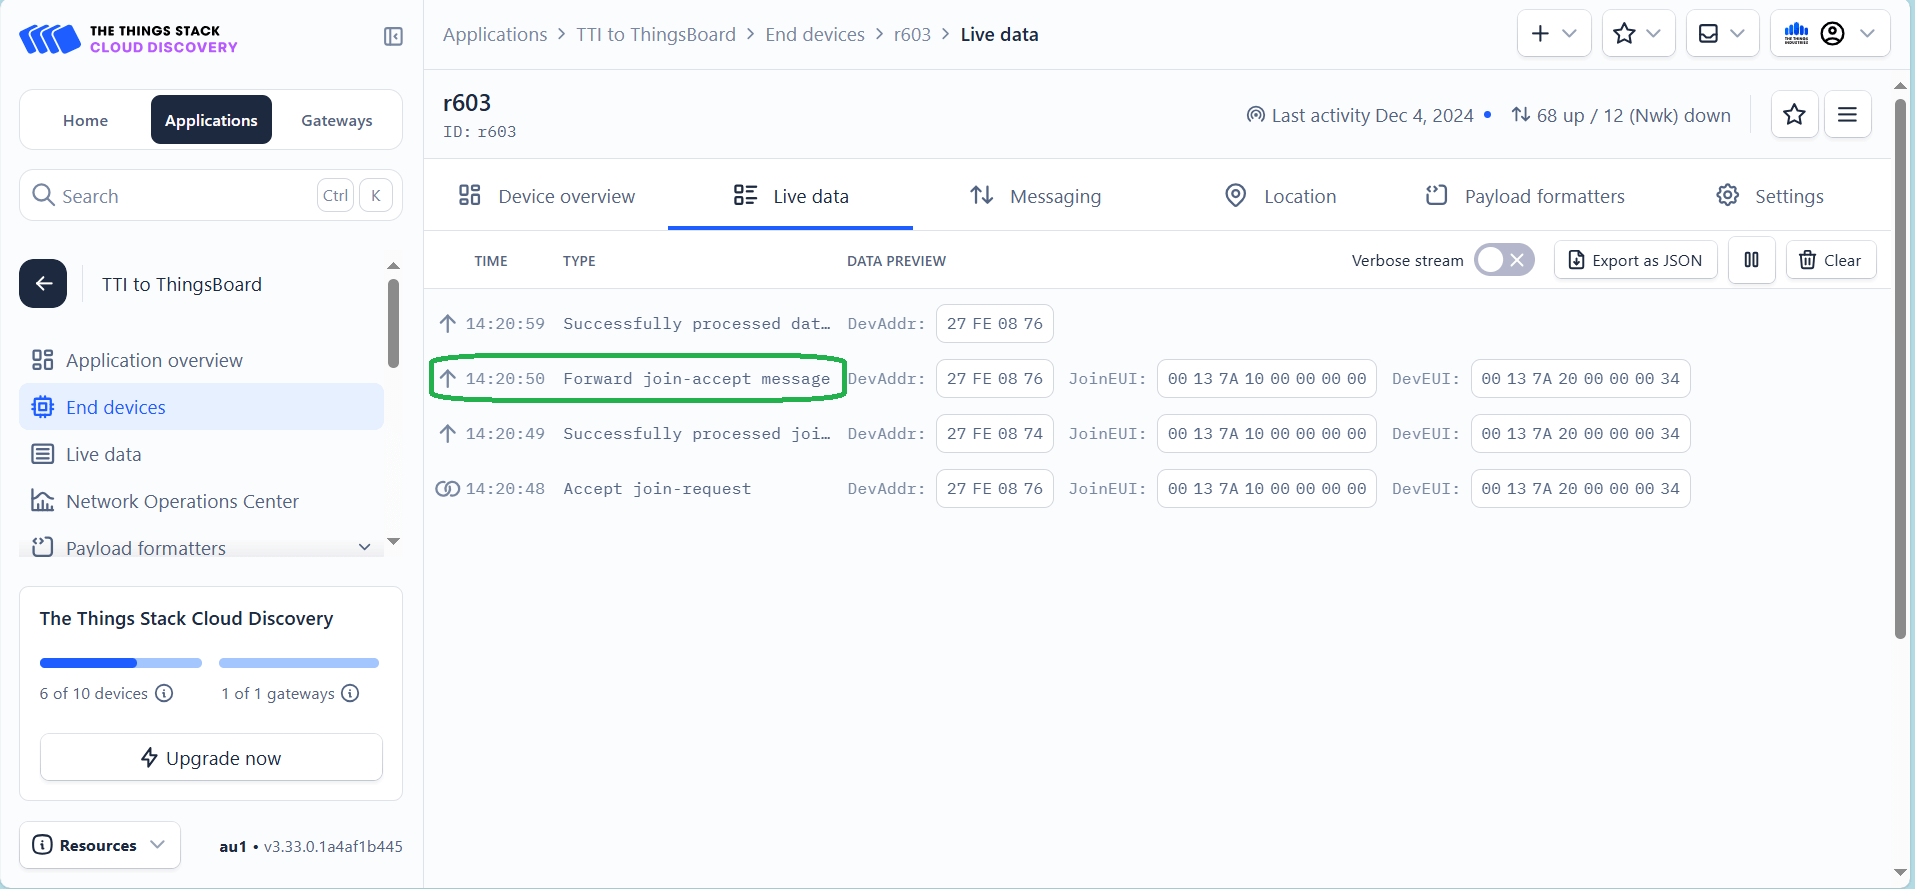 THE THINGS STACK
CLOUD DISCOVERY
Applications > TTI to ThingsBoard > End devices > r603 > Live data
THE THINGS
INDUSTRIES
Home
Applications
Gateways
r603
ID: r603
Last activity Dec 4, 2024 • 68 up / 12 (Nwk) down
Search
Ctrl
K
Device overview
Live data
Messaging
Location
Payload formatters
Settings
TTI to ThingsBoard
Application overview
End devices
Live data
Network Operations Center
Payload formatters
TIME TYPE DATA PREVIEW
Verbose stream
Export as JSON
Clear
14:20:59 Successfully processed dat… DevAddr: 27 FE 08 76
14:20:50 Forward join-accept message DevAddr: 27 FE 08 76 JoinEUI: 00 13 7A 10 00 00 00 00 DevEUI: 00 13 7A 20 00 00 00 34
14:20:49 Successfully processed joi… DevAddr: 27 FE 08 74 JoinEUI: 00 13 7A 10 00 00 00 00 DevEUI: 00 13 7A 20 00 00 00 34
14:20:48 Accept join-request DevAddr: 27 FE 08 76 JoinEUI: 00 13 7A 10 00 00 00 00 DevEUI: 00 13 7A 20 00 00 00 34
The Things Stack Cloud Discovery
6 of 10 devices
1 of 1 gateways
Upgrade now
Resources
au1 • v3.33.0.1a4af1b445